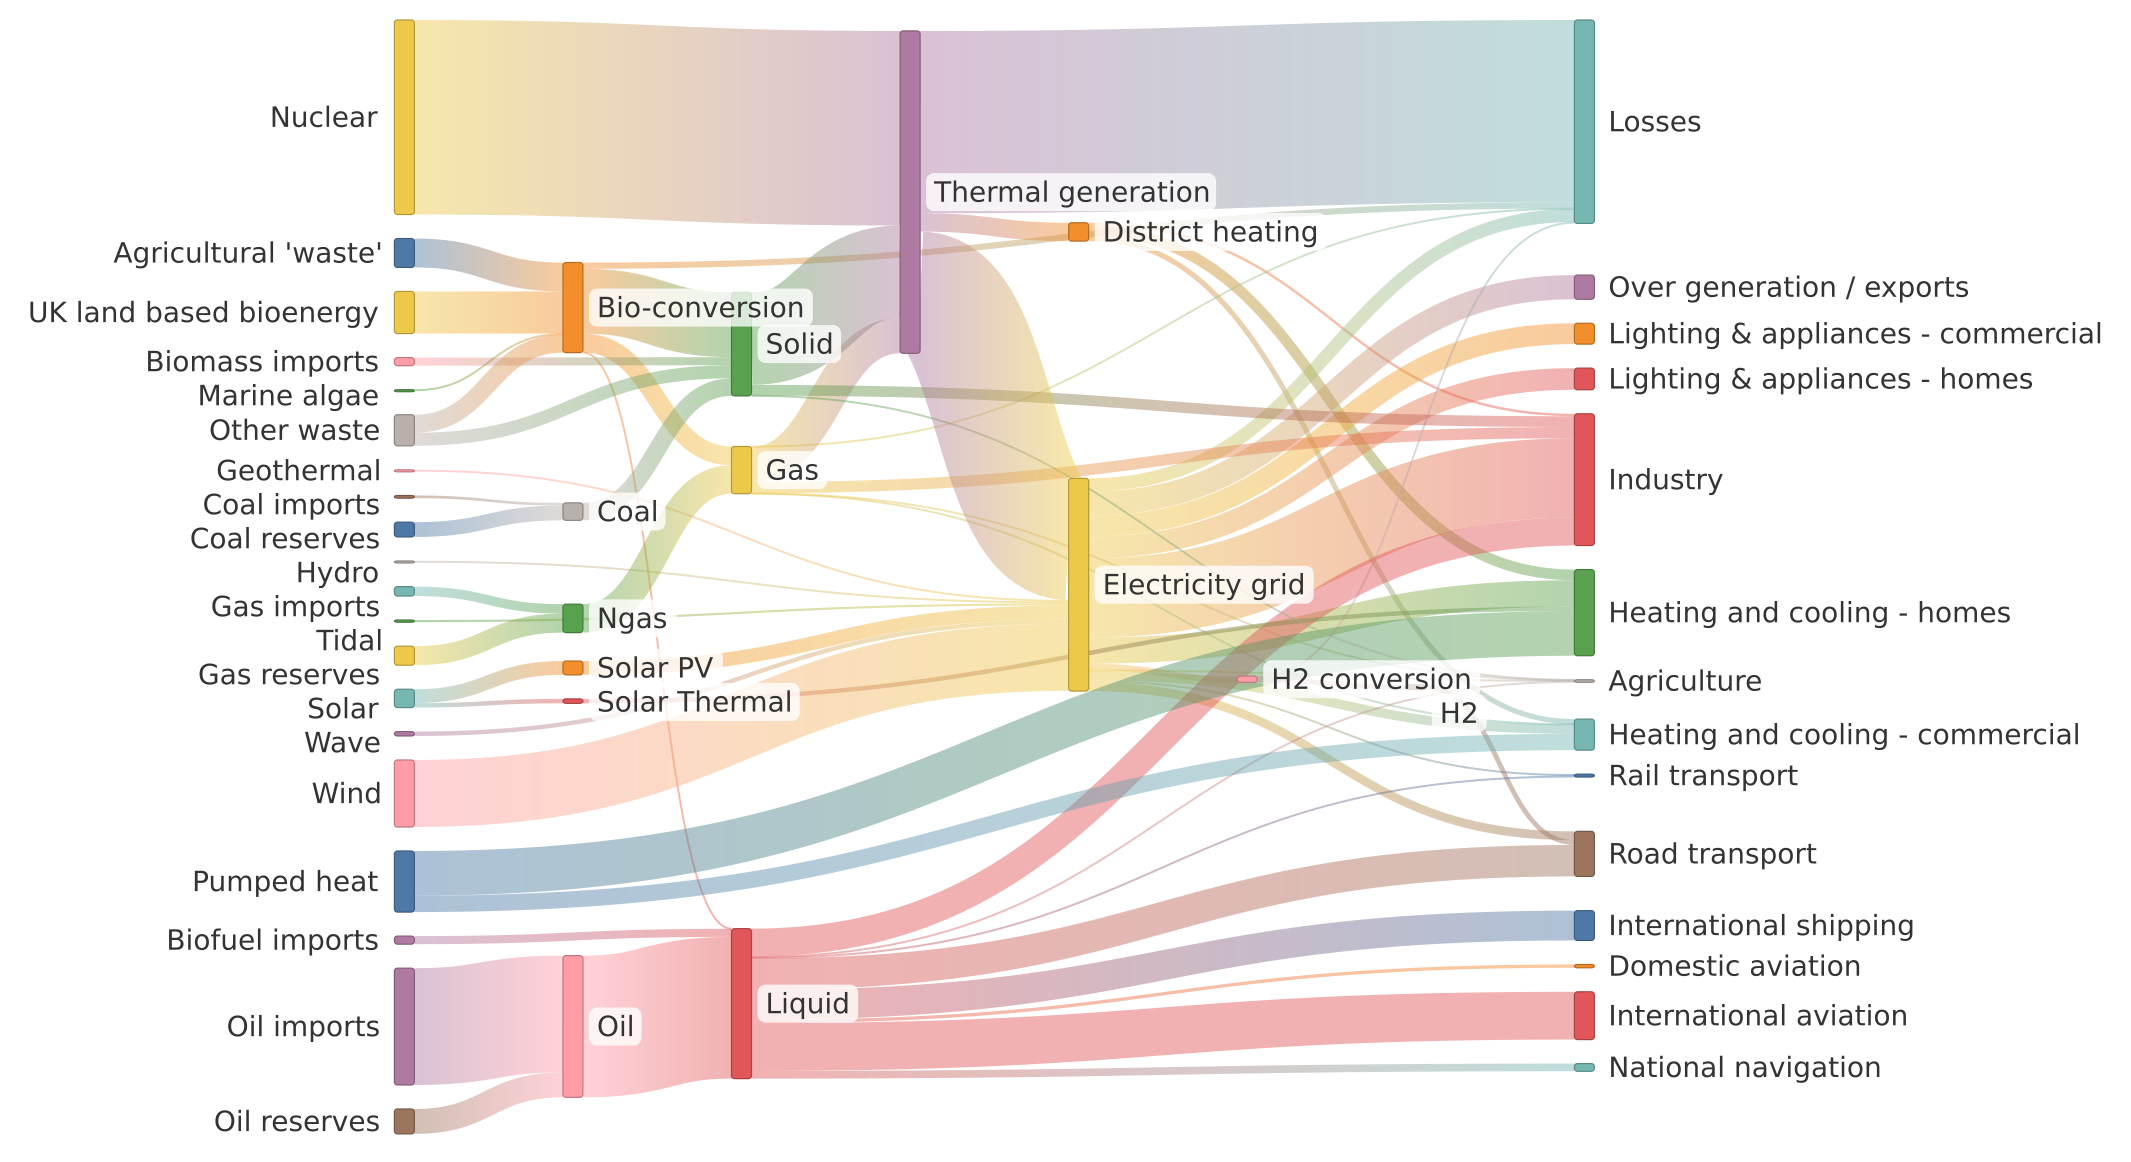 Nuclear
Agricultural 'waste'
UK land based bioenergy
Biomass imports
Marine algae
Other waste
Geothermal
Coal imports
Coal reserves
Hydro
Gas imports
Tidal
Gas reserves
Solar
Wave
Wind
Pumped heat
Biofuel imports
Oil imports
Oil reserves
Bio-conversion
Coal
Ngas
Solar PV
Solar Thermal
Oil
Solid
Gas
Liquid
Thermal generation
District heating
Electricity grid
H2 conversion
H2
Losses
Over generation / exports
Lighting & appliances - commercial
Lighting & appliances - homes
Industry
Heating and cooling - homes
Agriculture
Heating and cooling - commercial
Rail transport
Road transport
International shipping
Domestic aviation
International aviation
National navigation